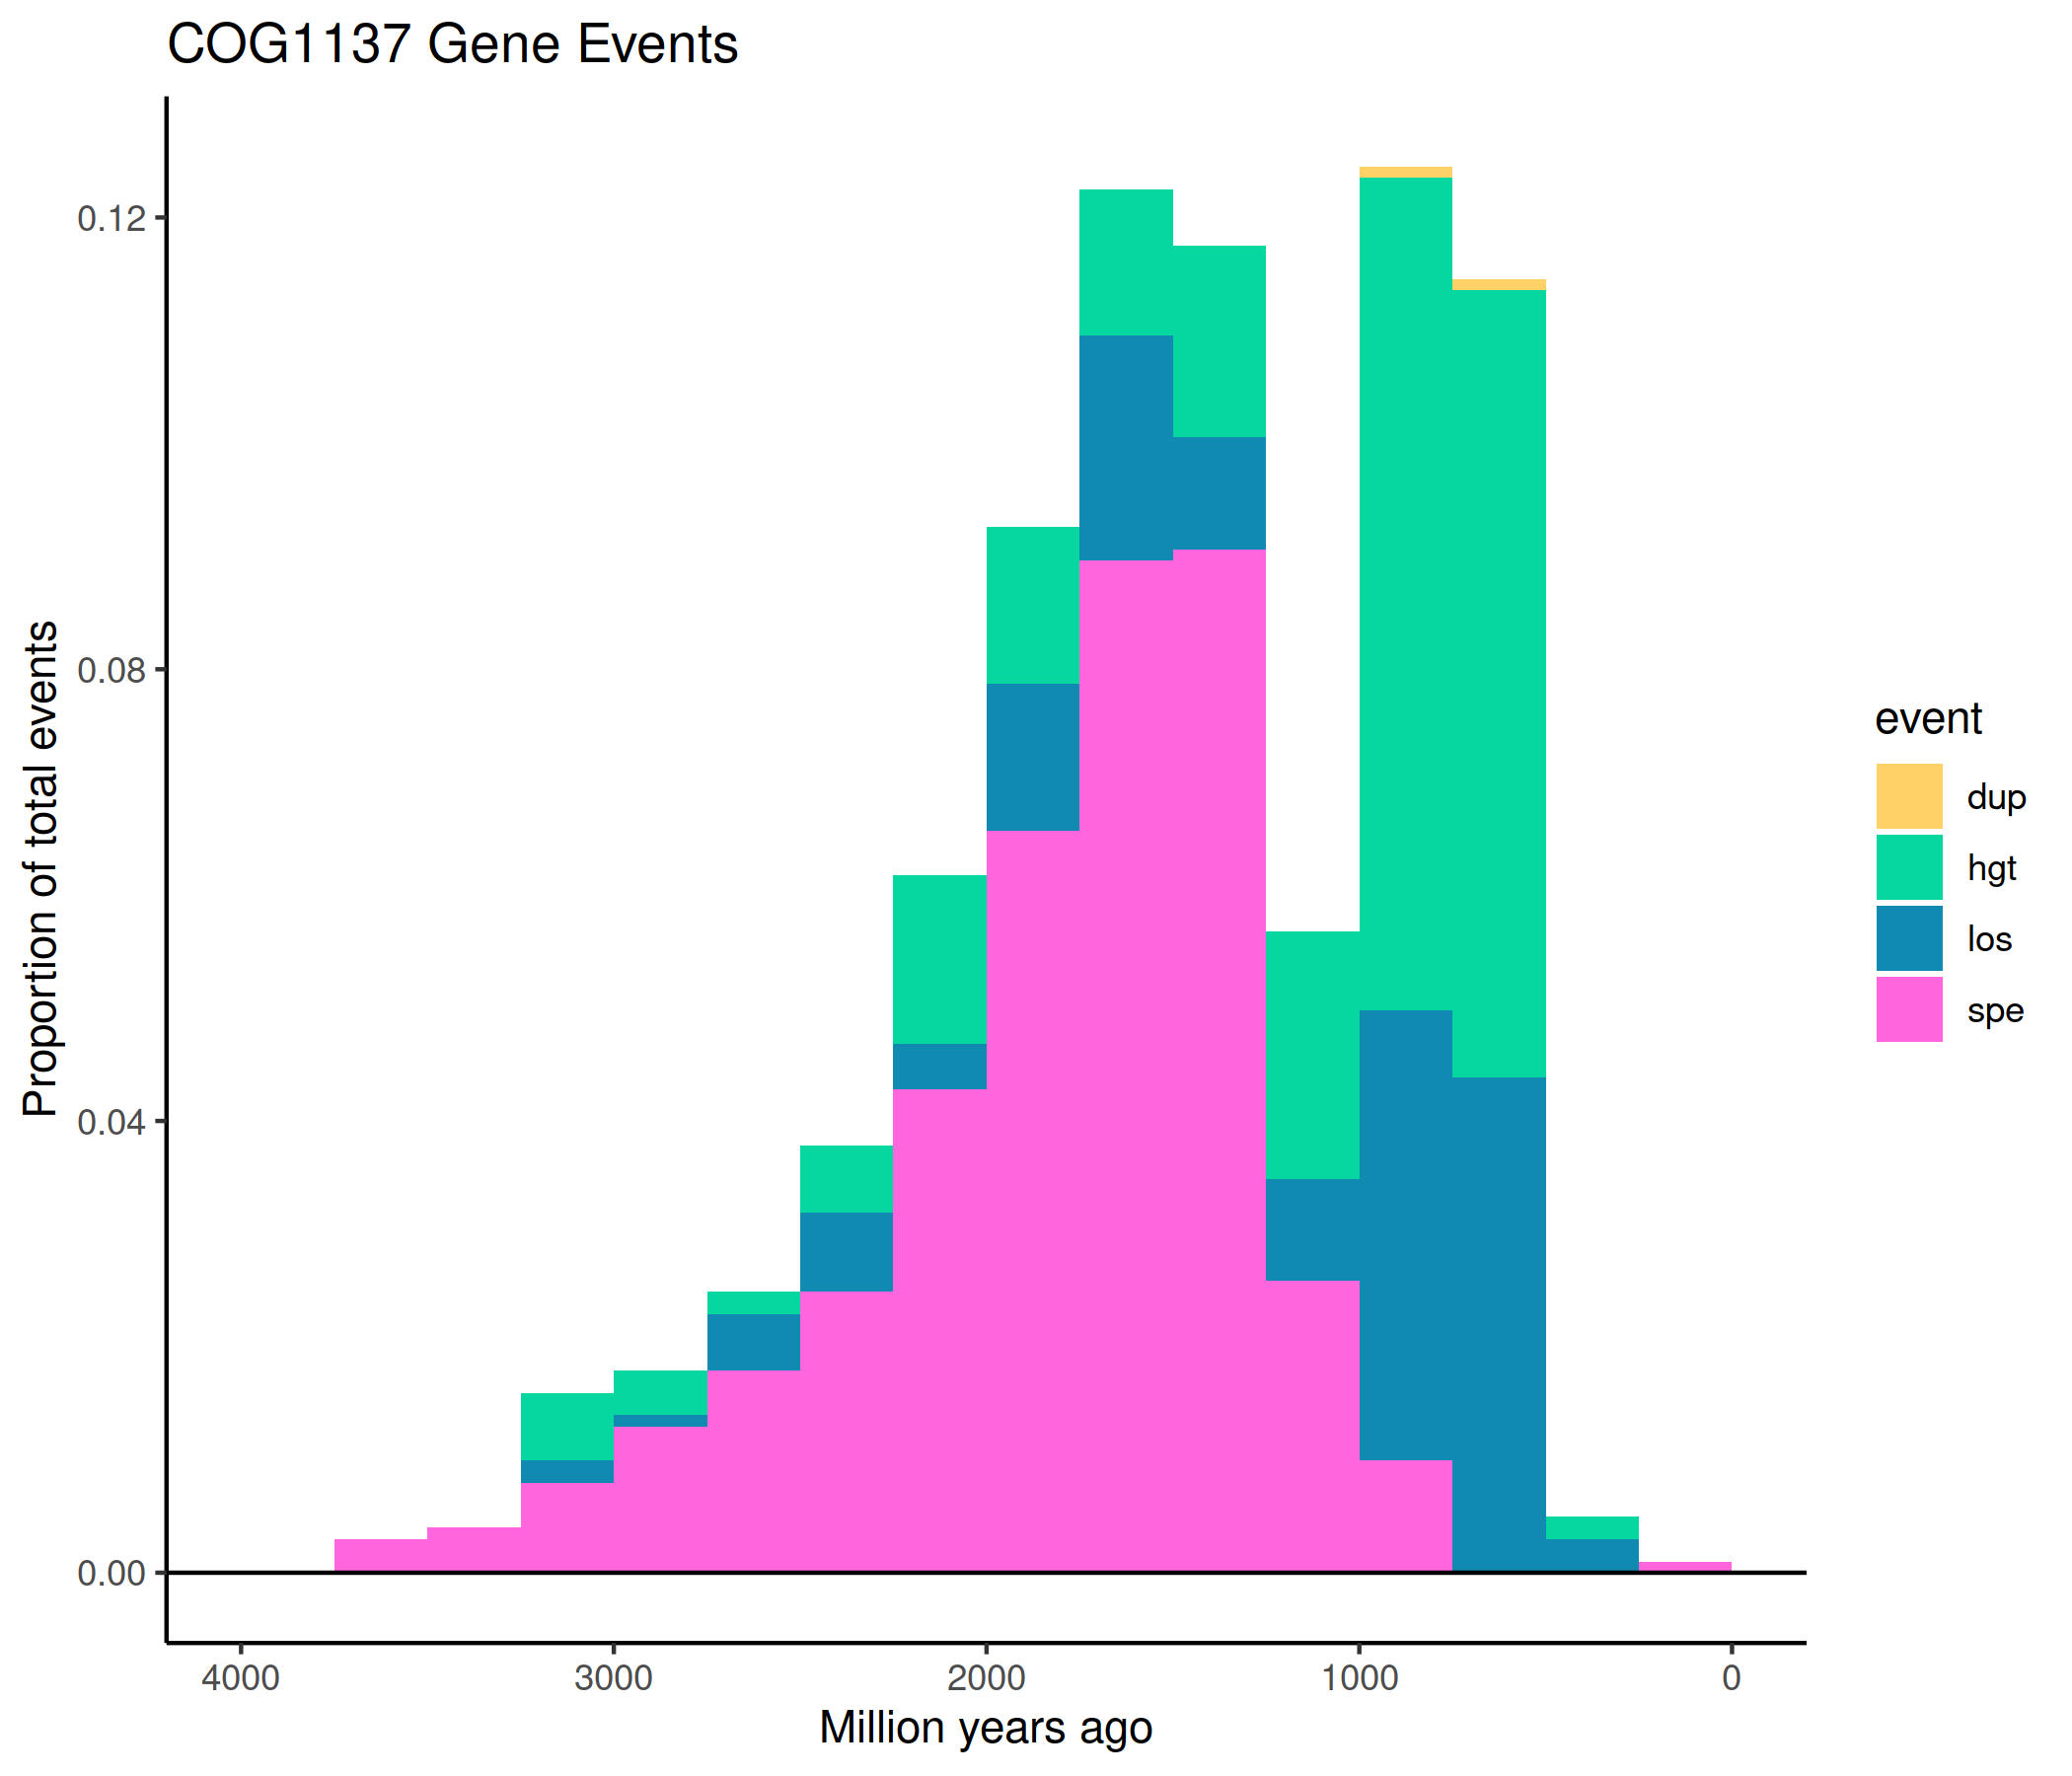 COG1137 Gene Events
Proportion of total events
0.12
0.08
0.04
0.00
4000 3000 2000 1000 0
Million years ago
event
dup
hgt
los
spe